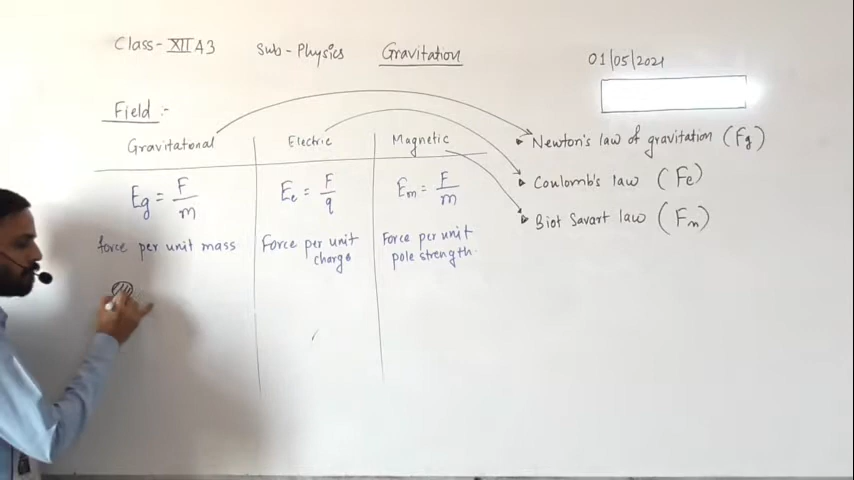 Class- XII A3 Sub - Physics Gravitation
01/05/2021
Field :-
Gravitational Electric Magnetic
Newton's law of gravitation (Fg)
Coulomb's law (Fe)
Biot Savart law (Fm)
Eg = F/m Ee = F/q Em = F/m
force per unit mass
Force per unit
charge
Force per unit
pole strength.